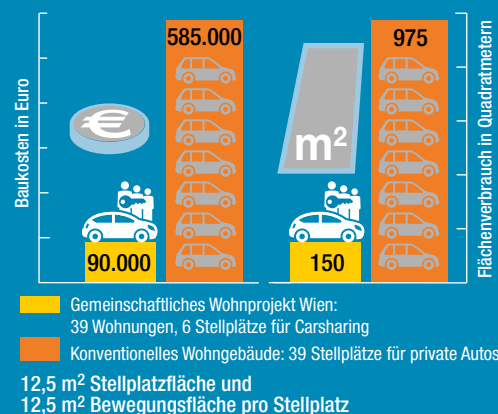 Baukosten in Euro
585.000
€
90.000
975
m²
150
Flächenverbrauch in Quadratmetern
Gemeinschaftliches Wohnprojekt Wien:
39 Wohnungen, 6 Stellplätze für Carsharing
Konventionelles Wohngebäude: 39 Stellplätze für private Autos
12,5 m² Stellplatzfläche und
12,5 m² Bewegungsfläche pro Stellplatz